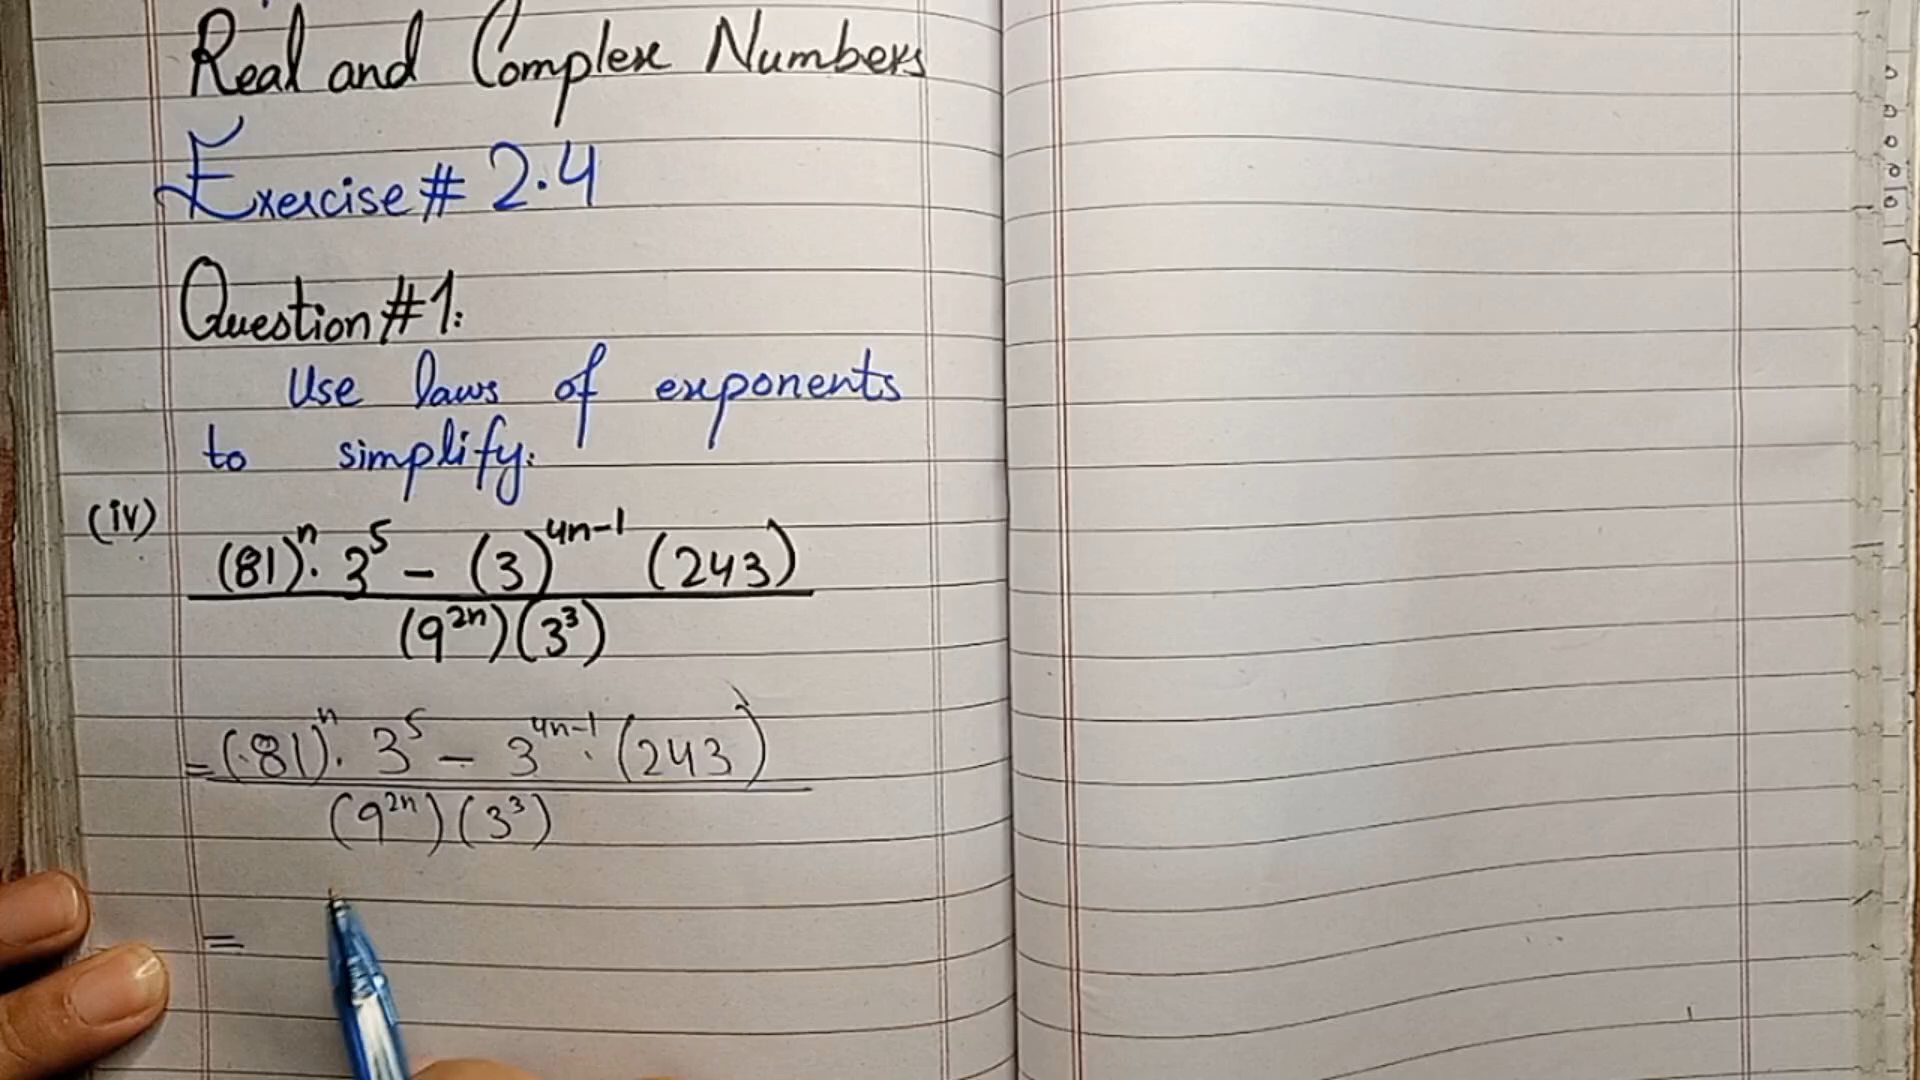 Real and Complex Numbers
Exercise # 2.4
Question #1:
Use laws of exponents
to simplify:
(iv)
(81)^n · 3^5 - (3)^{4n-1} (243)
(9^{2n})(3^3)
= (81)^n · 3^5 - 3^{4n-1} · (243)
(9^{2n})(3^3)
=